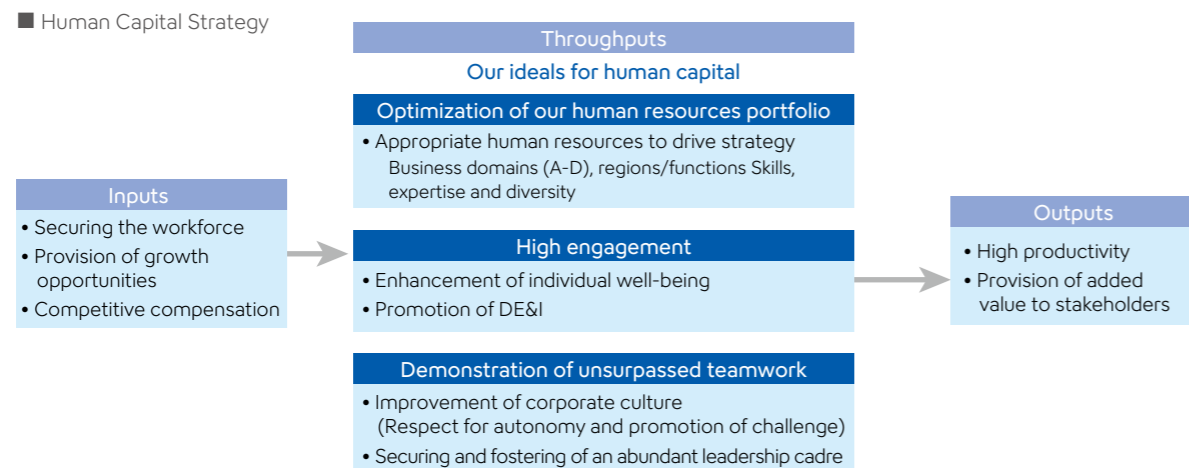 ■ Human Capital Strategy
Inputs
• Securing the workforce
• Provision of growth
opportunities
• Competitive compensation
Throughputs
Our ideals for human capital
Optimization of our human resources portfolio
• Appropriate human resources to drive strategy
Business domains (A-D), regions/functions Skills,
expertise and diversity
High engagement
• Enhancement of individual well-being
• Promotion of DE&I
Demonstration of unsurpassed teamwork
• Improvement of corporate culture
(Respect for autonomy and promotion of challenge)
• Securing and fostering of an abundant leadership cadre
Outputs
• High productivity
• Provision of added
value to stakeholders